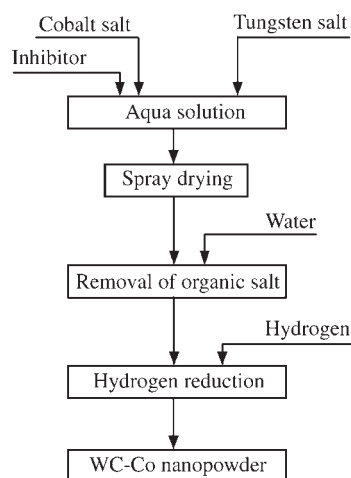 Cobalt salt
Tungsten salt
Inhibitor
Aqua solution
Spray drying
Water
Removal of organic salt
Hydrogen
Hydrogen reduction
WC-Co nanopowder